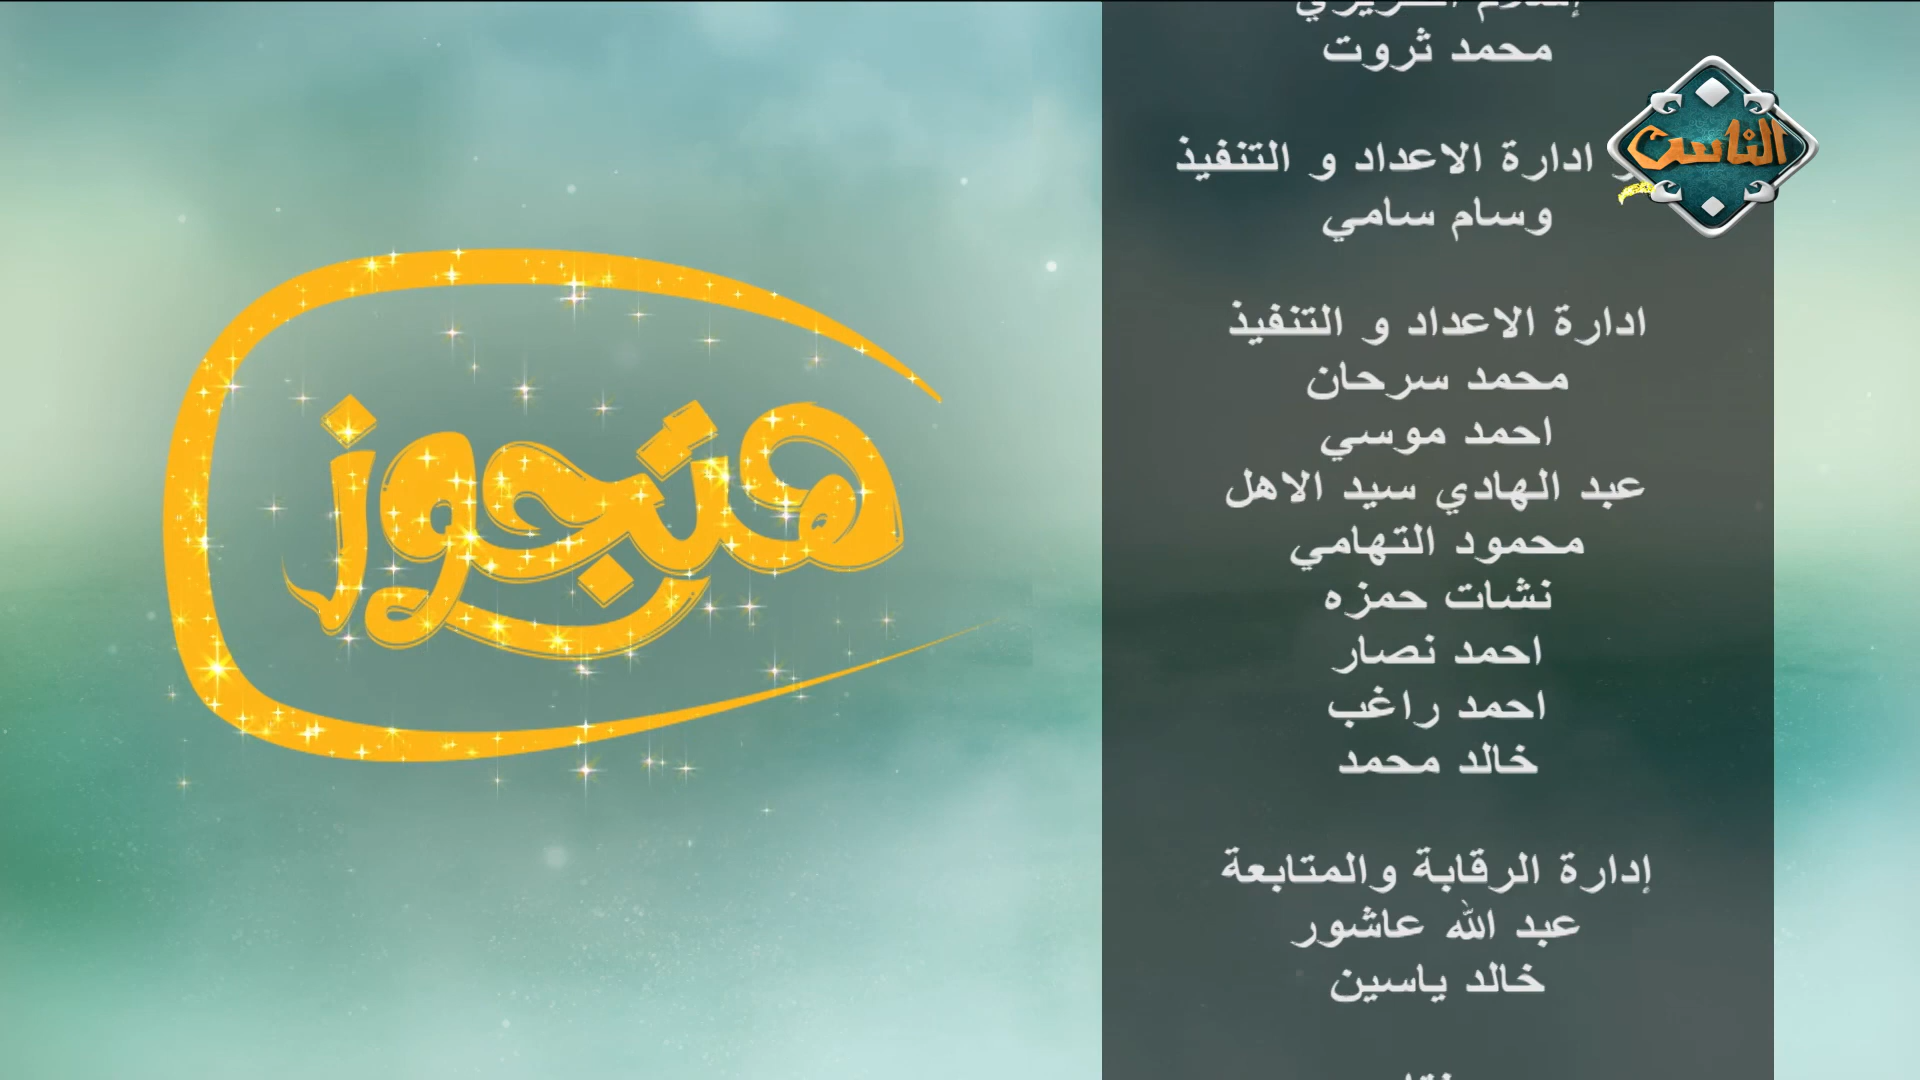 هتجوز
محمد ثروت
الناس
ادارة الاعداد و التنفيذ
وسام سامي
ادارة الاعداد و التنفيذ
محمد سرحان
احمد موسي
عبد الهادي سيد الاهل
محمود التهامي
نشات حمزه
احمد نصار
احمد راغب
خالد محمد
إدارة الرقابة والمتابعة
عبد الله عاشور
خالد ياسين